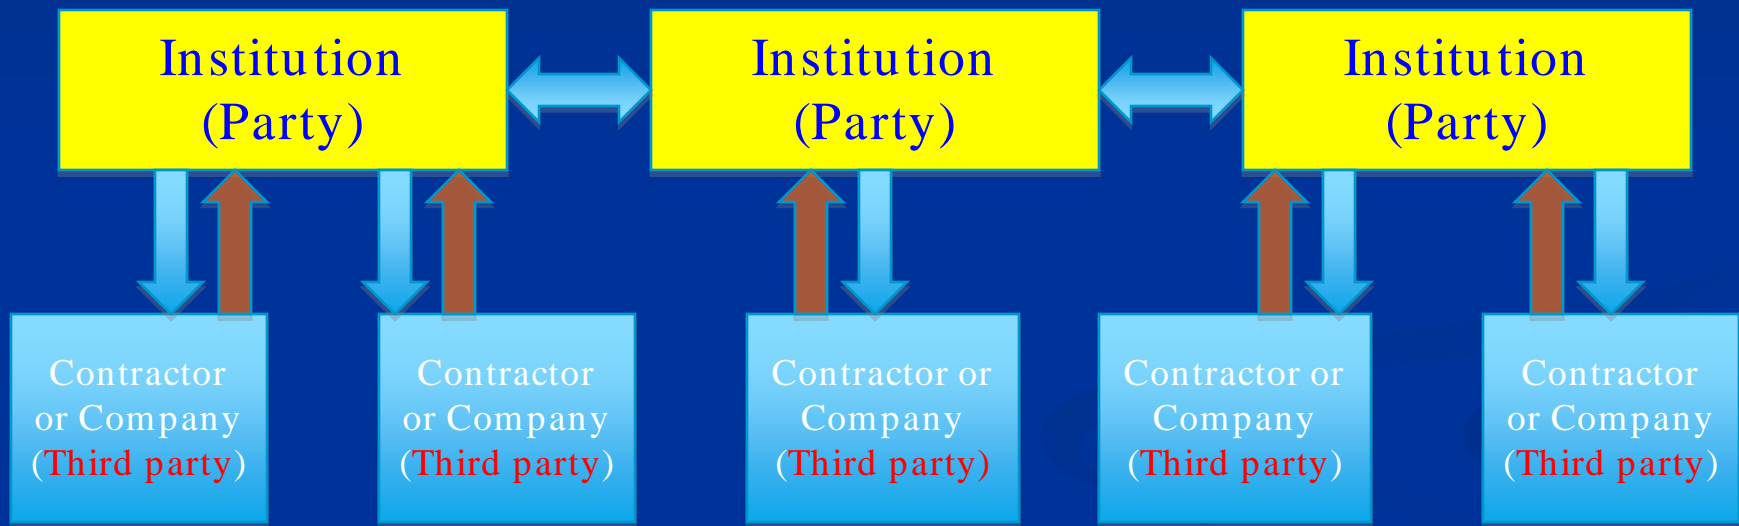 Institution
(Party)
Institution
(Party)
Institution
(Party)
Contractor
or Company
(Third party)
Contractor
or Company
(Third party)
Contractor or
Company
(Third party)
Contractor or
Company
(Third party)
Contractor
or Company
(Third party)